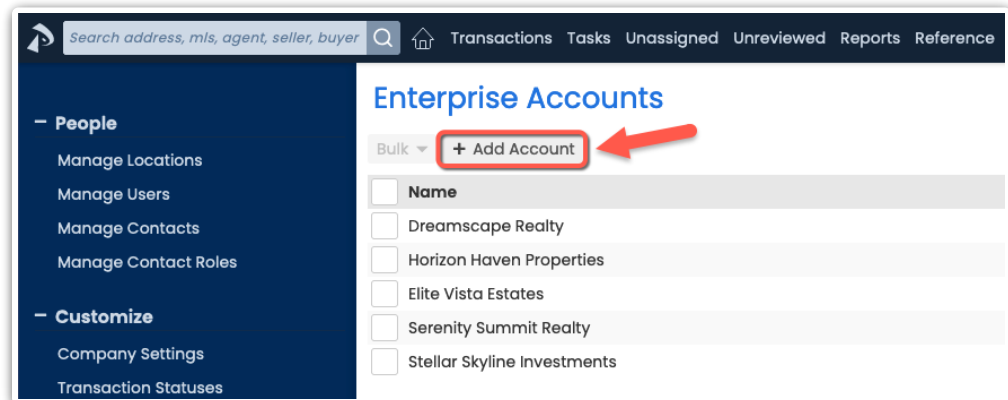 Search address, mls, agent, seller, buyer
Transactions Tasks Unassigned Unreviewed Reports Reference
People
Manage Locations
Manage Users
Manage Contacts
Manage Contact Roles
Customize
Company Settings
Transaction Statuses
Enterprise Accounts
Bulk + Add Account
Name
Dreamscape Realty
Horizon Haven Properties
Elite Vista Estates
Serenity Summit Realty
Stellar Skyline Investments